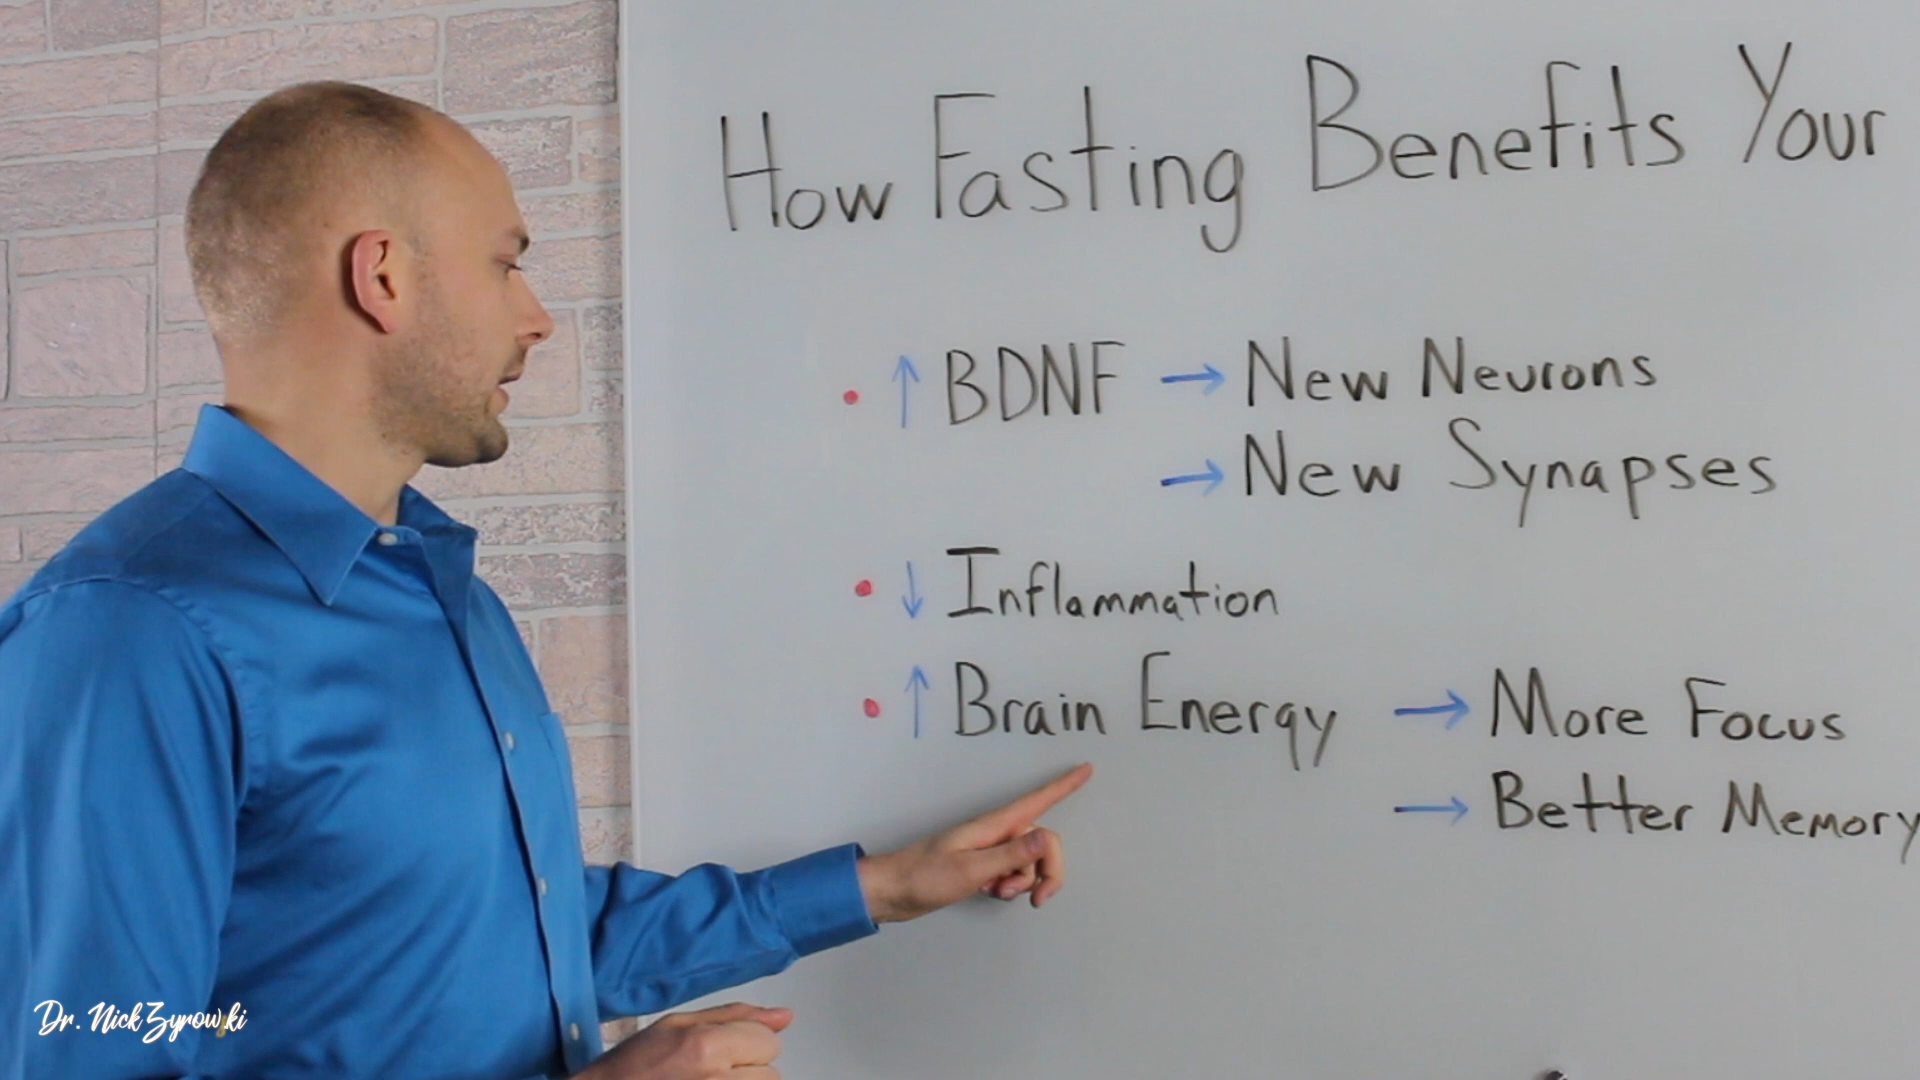 How Fasting Benefits Your
• ↑ BDNF → New Neurons
→ New Synapses
• ↓ Inflammation
• ↑ Brain Energy → More Focus
→ Better Memory
Dr. Nick Zyrowski